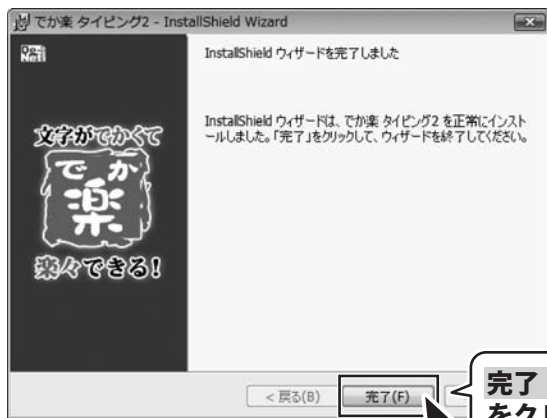 でか楽 タイピング2 - InstallShield Wizard
InstallShield ウィザードを完了しました
InstallShield ウィザードは、でか楽 タイピング2 を正常にインスト
ールしました。「完了」をクリックして、ウィザードを終了してください。
文字がでかくて
でか
楽
楽々できる!
< 戻る(B)
完了(F)
完了
をク